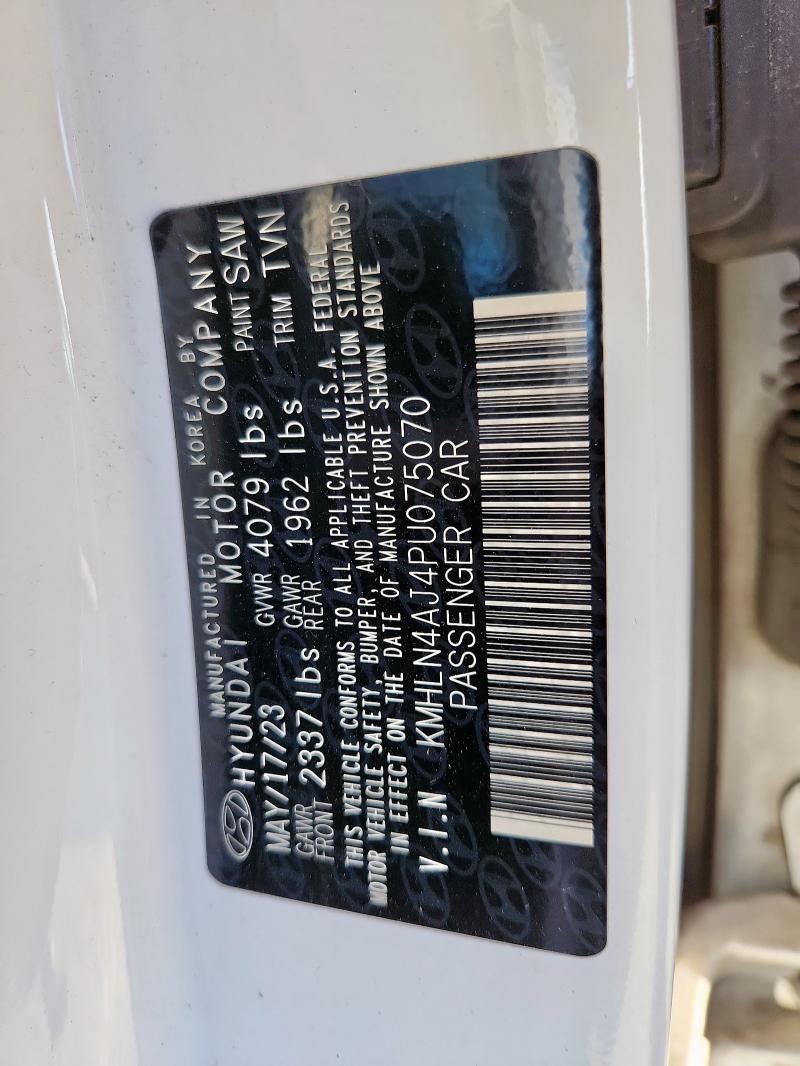 MANUFACTURED IN KOREA BY
HYUNDAI MOTOR COMPANY
MAY/17/23 GVWR 4079 lbs PAINT SAW
GAWR FRONT 2337 lbs GAWR REAR 1962 lbs TRIM TVN
THIS VEHICLE CONFORMS TO ALL APPLICABLE U.S.A. FEDERAL
MOTOR VEHICLE SAFETY, BUMPER, AND THEFT PREVENTION STANDARDS
IN EFFECT ON THE DATE OF MANUFACTURE SHOWN ABOVE
V.I.N KMHLN4AJ4PU075070
PASSENGER CAR